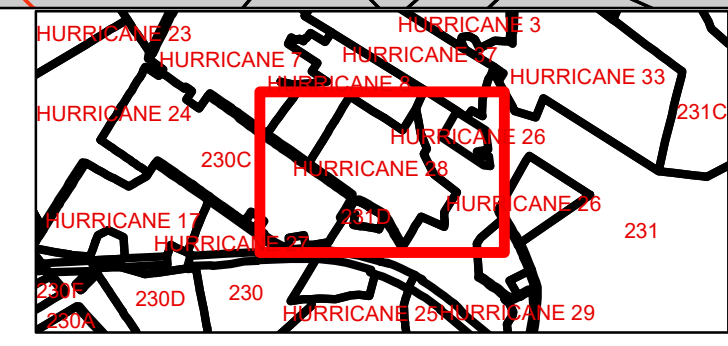 HURRICANE 3
HURRICANE 23
HURRICANE 37
HURRICANE 7
HURRICANE 33
HURRICANE 8
231C
HURRICANE 24
HURRICANE 26
230C
HURRICANE 28
HURRICANE 26
231D
HURRICANE 17
231
HURRICANE 27
230F
230
230D
HURRICANE 25
HURRICANE 29
230A